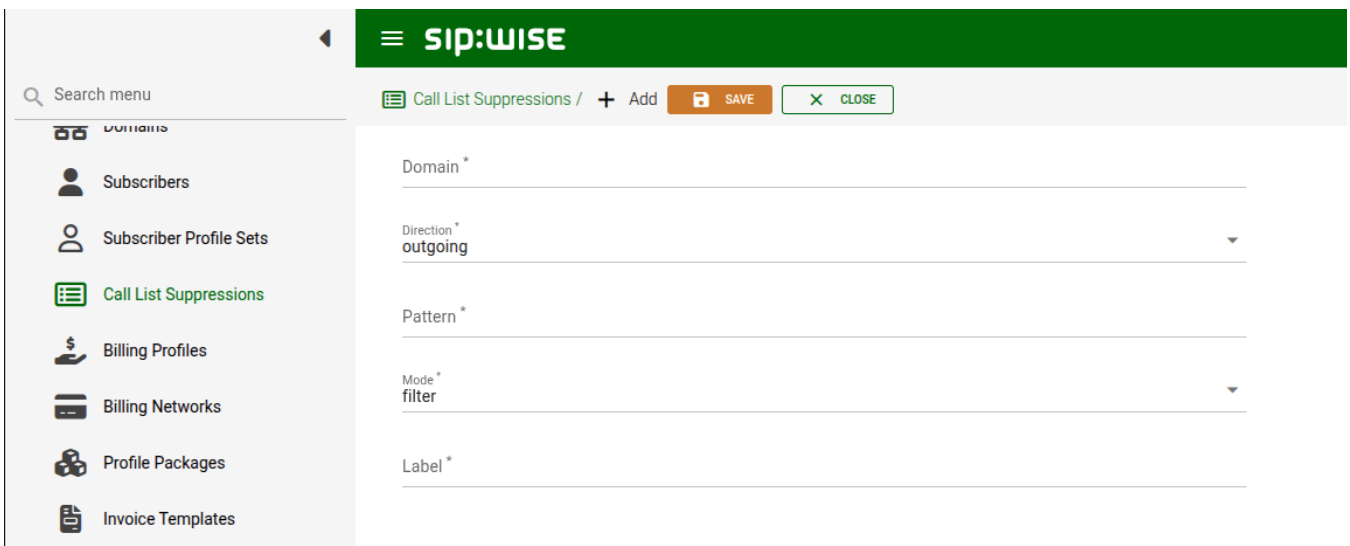 sip:wise
Search menu
Call List Suppressions / + Add SAVE CLOSE
Domains
Subscribers
Subscriber Profile Sets
Call List Suppressions
Billing Profiles
Billing Networks
Profile Packages
Invoice Templates
Domain *
Direction *
outgoing
Pattern *
Mode *
filter
Label *